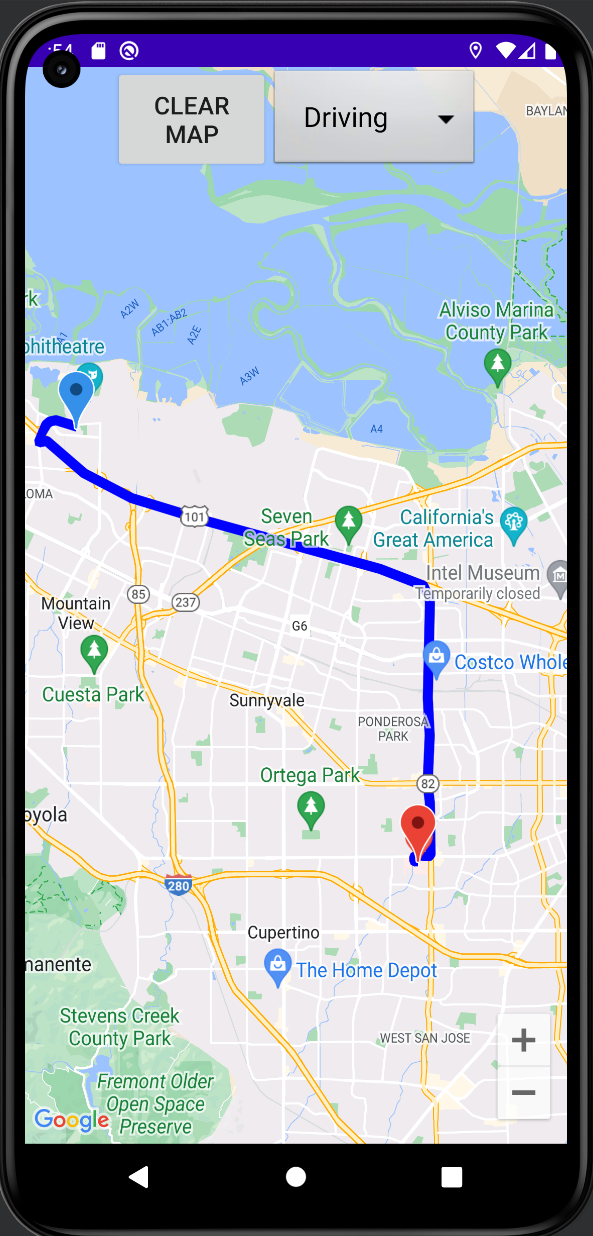 :54
CLEAR
MAP
Driving
BAYLAN
Alviso Marina
County Park
rk
A2W
AB1;AB2
A2E
A1
phitheatre
A3W
A4
LOMA
101
Seven
Seas Park
California's
Great America
Intel Museum
Temporarily closed
85
237
Mountain
View
G6
Costco Whole
Cuesta Park
Sunnyvale
PONDEROSA
PARK
Ortega Park
82
oyola
280
Cupertino
manente
The Home Depot
Stevens Creek
County Park
WEST SAN JOSE
+
−
Fremont Older
Open Space
Preserve
Google